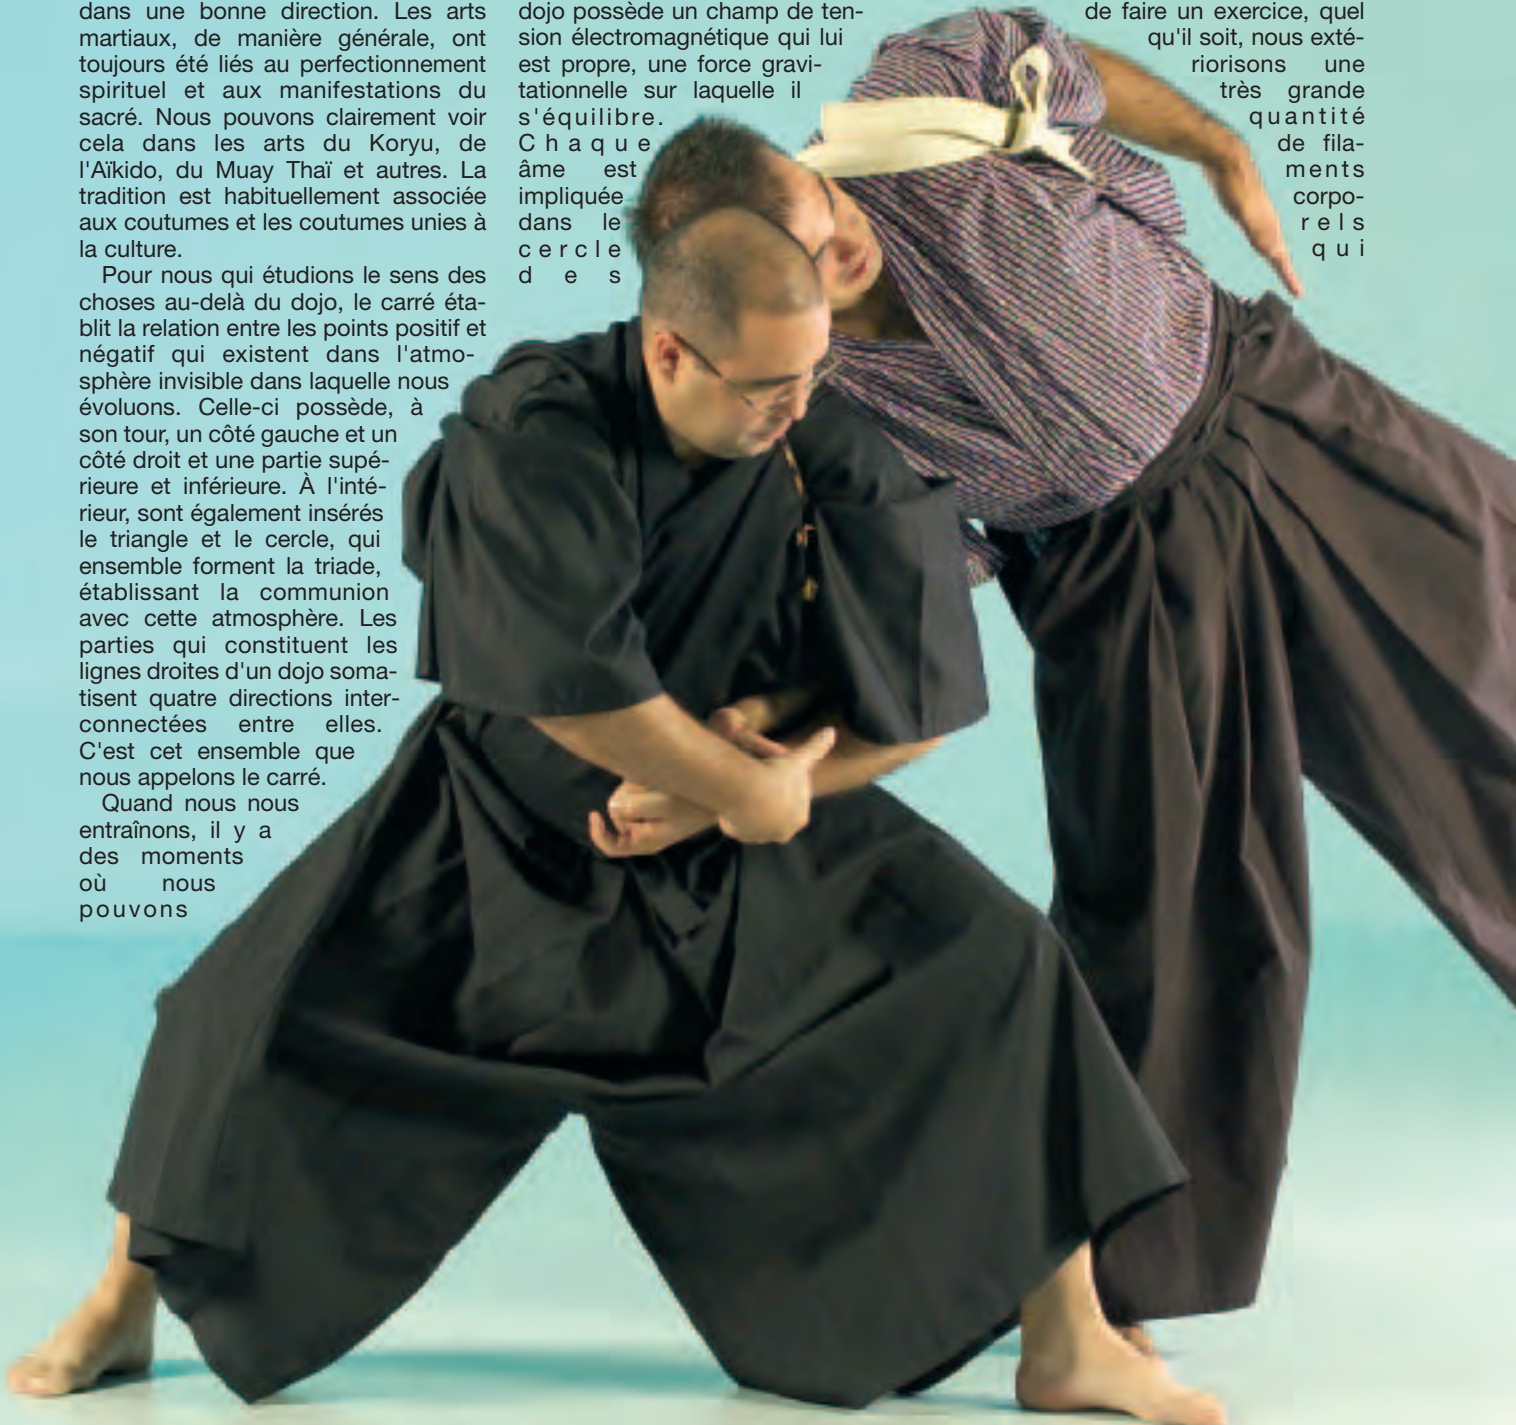 dans une bonne direction. Les arts
martiaux, de manière générale, ont
toujours été liés au perfectionnement
spirituel et aux manifestations du
sacré. Nous pouvons clairement voir
cela dans les arts du Koryu, de
l'Aïkido, du Muay Thaï et autres. La
tradition est habituellement associée
aux coutumes et les coutumes unies à
la culture.
Pour nous qui étudions le sens des
choses au-delà du dojo, le carré éta-
blit la relation entre les points positif et
négatif qui existent dans l'atmo-
sphère invisible dans laquelle nous
évoluons. Celle-ci possède, à
son tour, un côté gauche et un
côté droit et une partie supé-
rieure et inférieure. À l'inté-
rieur, sont également insérés
le triangle et le cercle, qui
ensemble forment la triade,
établissant la communion
avec cette atmosphère. Les
parties qui constituent les
lignes droites d'un dojo soma-
tisent quatre directions inter-
connectées entre elles.
C'est cet ensemble que
nous appelons le carré.
Quand nous nous
entraînons, il y a
des moments
où nous
pouvons
dojo possède un champ de ten-
sion électromagnétique qui lui
est propre, une force gravi-
tationnelle sur laquelle il
s'équilibre.
Chaque
âme est
impliquée
dans le
cercle
des
de faire un exercice, quel
qu'il soit, nous exté-
riorisons une
très grande
quantité
de fila-
ments
corpo-
rels
qui